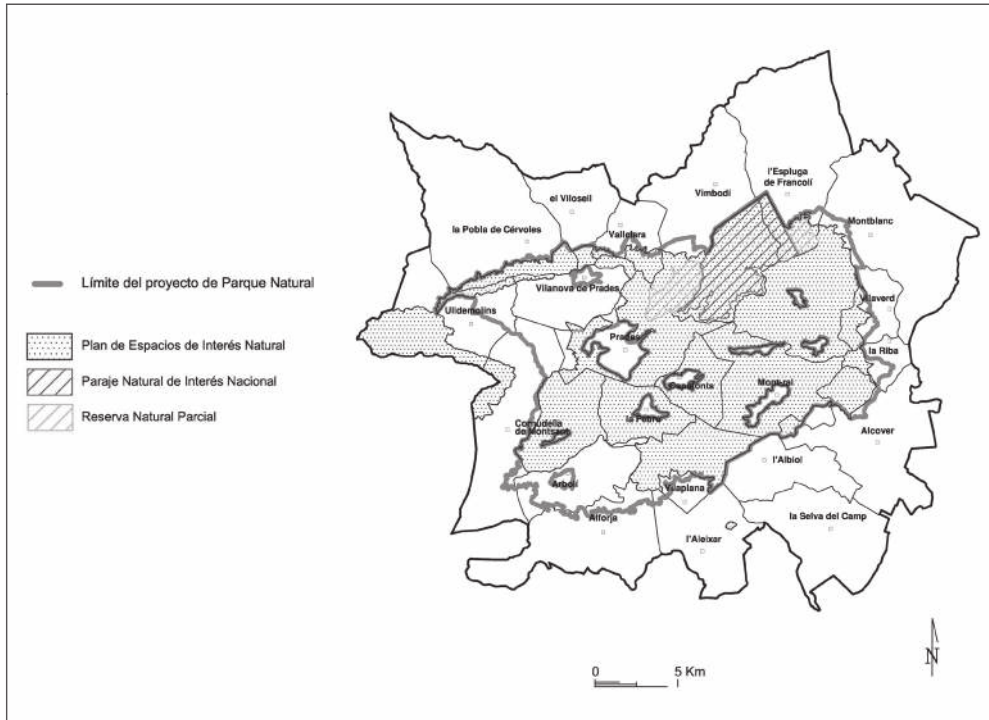 l'Espluga
de Francolí
Vimbodí
el Vilosell
Montblanc
la Pobla de Cérvoles
Vallclara
Límite del proyecto de Parque Natural
Vilanova de Prades
Vilaverd
Ulldemolins
Plan de Espacios de Interés Natural
Prades
la Riba
Paraje Natural de Interés Nacional
Capafonts
Mont-ral
Reserva Natural Parcial
la Febró
Cornudella
de Montsant
Alcover
l'Albiol
Arbolí
Vilaplana
Alforja
la Selva del Camp
l'Aleixar
N
0 5 Km